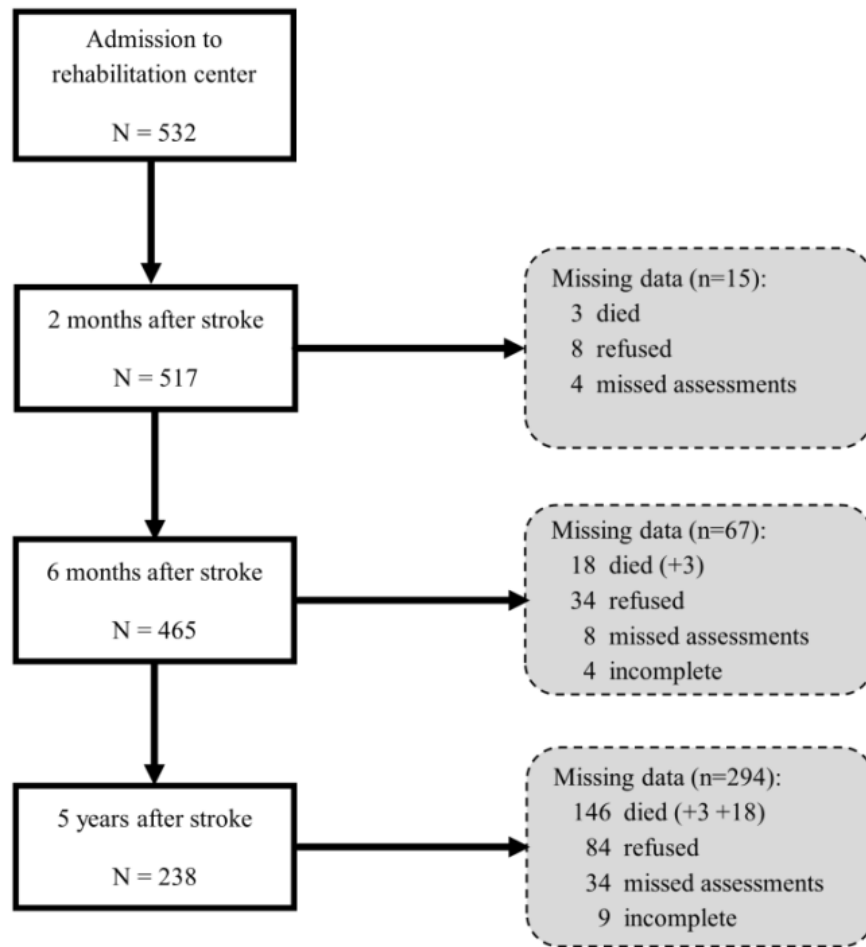 Admission to
rehabilitation center
N = 532
2 months after stroke
N = 517
Missing data (n=15):
3 died
8 refused
4 missed assessments
6 months after stroke
N = 465
Missing data (n=67):
18 died (+3)
34 refused
8 missed assessments
4 incomplete
5 years after stroke
N = 238
Missing data (n=294):
146 died (+3 +18)
84 refused
34 missed assessments
9 incomplete